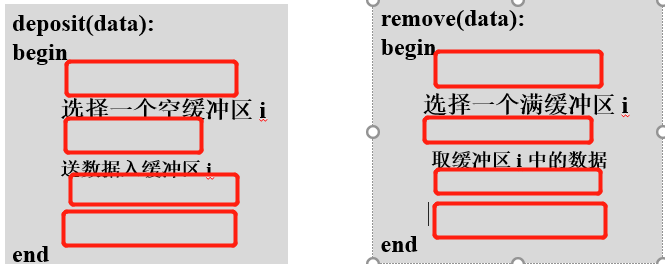 deposit(data):
begin
选择一个空缓冲区 i
送数据入缓冲区 i
end
remove(data):
begin
选择一个满缓冲区 i
取缓冲区 i 中的数据
end